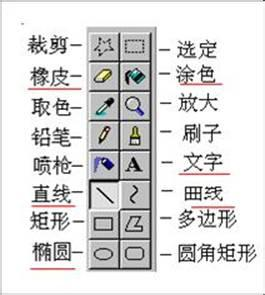 裁剪 选定
橡皮 涂色
取色 放大
铅笔 刷子
喷枪 A 文字
直线 曲线
矩形 多边形
椭圆 圆角矩形